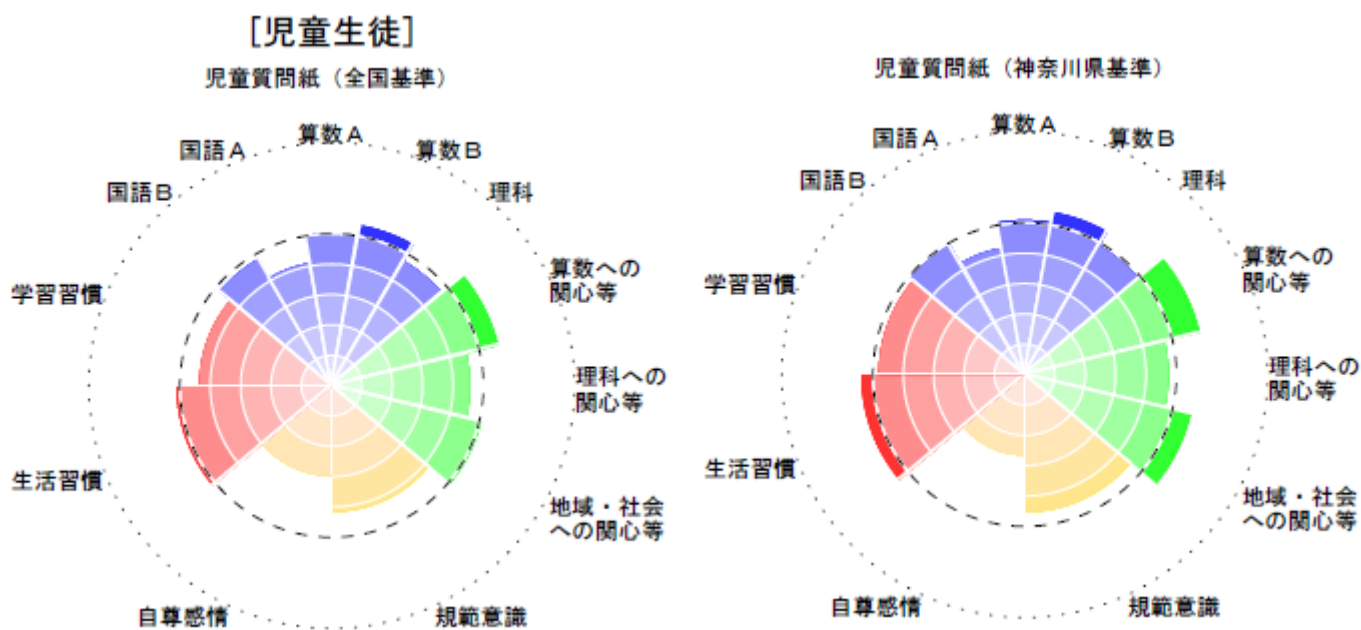 [児童生徒]
児童質問紙（全国基準）
算数A
算数B
理科
算数への
関心等
理科への
関心等
地域・社会
への関心等
規範意識
自尊感情
生活習慣
学習習慣
国語B
国語A
児童質問紙（神奈川県基準）
算数A
算数B
理科
算数への
関心等
理科への
関心等
地域・社会
への関心等
規範意識
自尊感情
生活習慣
学習習慣
国語B
国語A